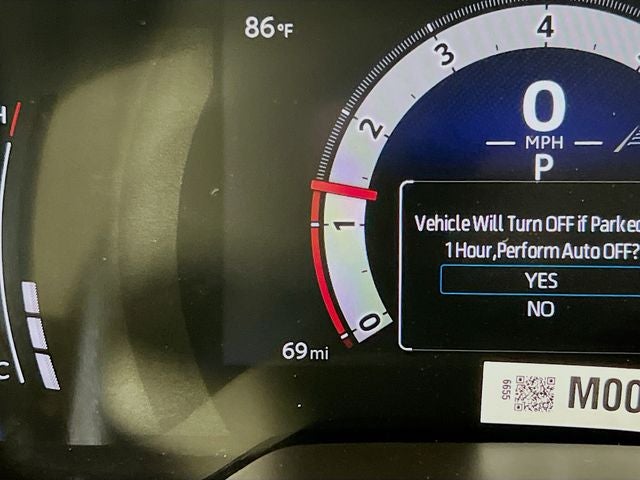 86°F
H
4
3
2
1
0
0
MPH
P
Vehicle Will Turn OFF if Parked
1 Hour,Perform Auto OFF?
YES
NO
69 mi
C
6655
M00